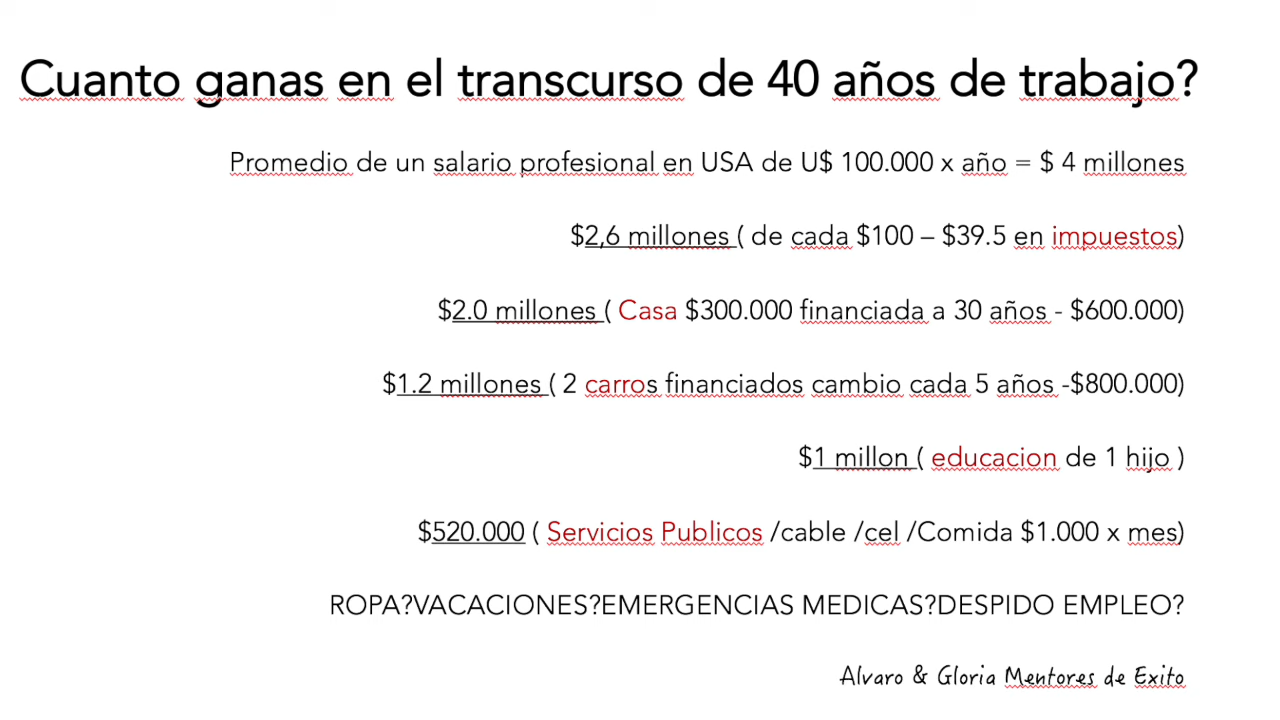 Cuanto ganas en el transcurso de 40 años de trabajo?
Promedio de un salario profesional en USA de U$ 100.000 x año = $ 4 millones
$2,6 millones ( de cada $100 – $39.5 en impuestos)
$2.0 millones ( Casa $300.000 financiada a 30 años - $600.000)
$1.2 millones ( 2 carros financiados cambio cada 5 años -$800.000)
$1 millon ( educacion de 1 hijo )
$520.000 ( Servicios Publicos /cable /cel /Comida $1.000 x mes)
ROPA?VACACIONES?EMERGENCIAS MEDICAS?DESPIDO EMPLEO?
Alvaro & Gloria Mentores de Exito